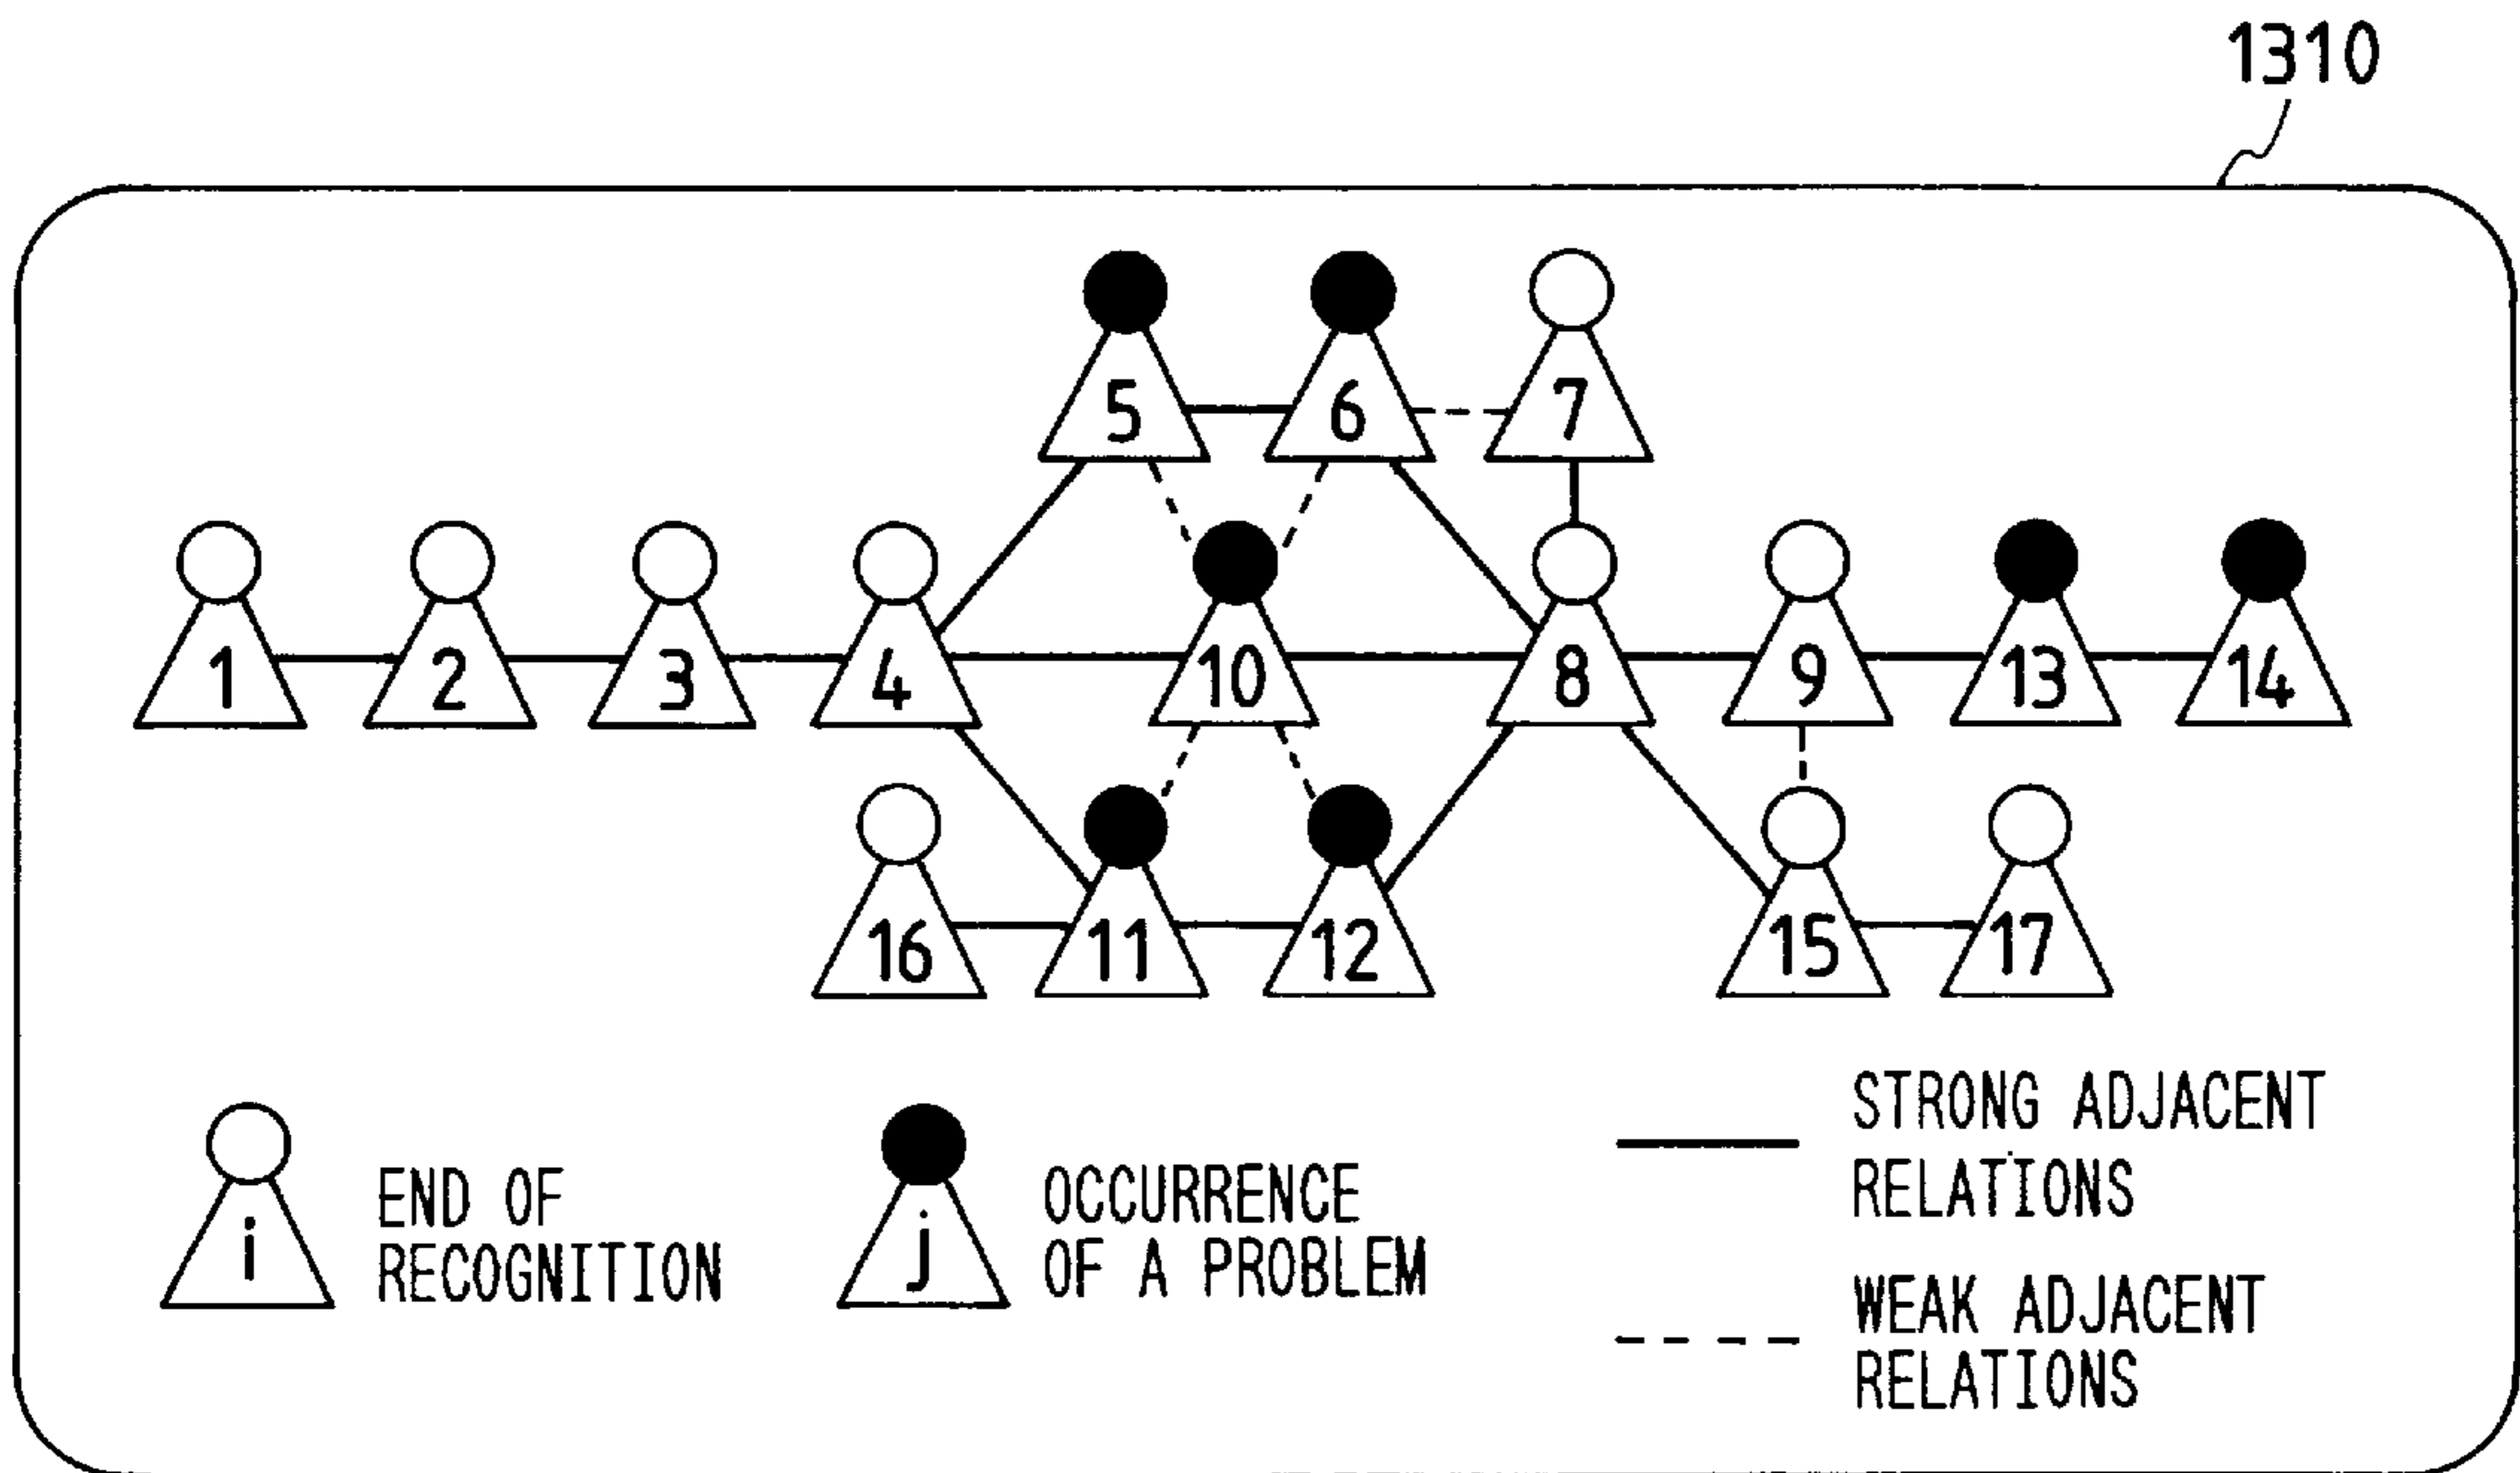 1310
5 6 7
1 2 3 4 10 8 9 13 14
16 11 12 15 17
i
END OF
RECOGNITION
j
OCCURRENCE
OF A PROBLEM
STRONG ADJACENT
RELATIONS
WEAK ADJACENT
RELATIONS